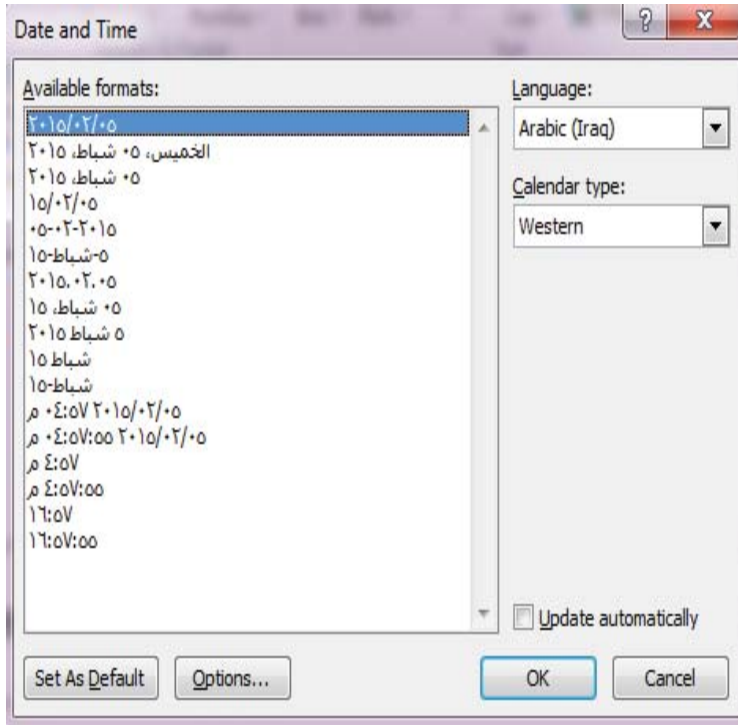 Date and Time
Available formats:
٢٠١٥/٠٢/٠٥
الخميس، ٠٥ شباط، ٢٠١٥
٠٥ شباط، ٢٠١٥
١٥/٠٢/٠٥
٠٥-٠٢-٢٠١٥
٥-شباط-١٥
٢٠١٥.٠٢.٠٥
٠٥ شباط، ١٥
٥ شباط ٢٠١٥
شباط ١٥
شباط-١٥
٢٠١٥/٠٢/٠٥ ٠٤:٥٧ م
٢٠١٥/٠٢/٠٥ ٠٤:٥٧:٥٥ م
٤:٥٧ م
٤:٥٧:٥٥ م
١٦:٥٧
١٦:٥٧:٥٥
Language:
Arabic (Iraq)
Calendar type:
Western
Update automatically
Set As Default
Options...
OK
Cancel